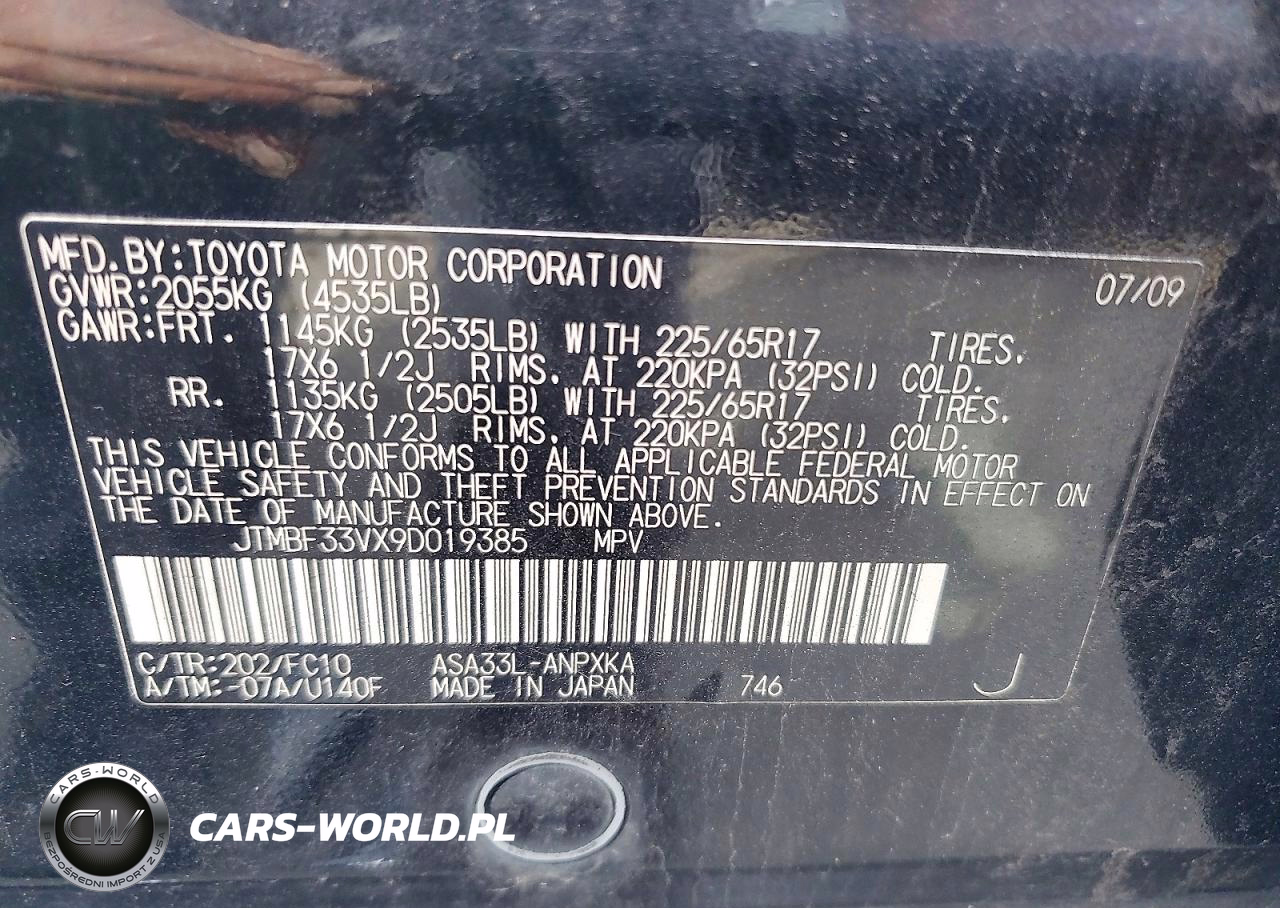 MFD.BY:TOYOTA MOTOR CORPORATION 07/09
GVWR:2055KG (4535LB)
GAWR:FRT. 1145KG (2535LB) WITH 225/65R17 TIRES.
17X6 1/2J RIMS. AT 220KPA (32PSI) COLD.
RR. 1135KG (2505LB) WITH 225/65R17 TIRES.
17X6 1/2J RIMS. AT 220KPA (32PSI) COLD.
THIS VEHICLE CONFORMS TO ALL APPLICABLE FEDERAL MOTOR
VEHICLE SAFETY AND THEFT PREVENTION STANDARDS IN EFFECT ON
THE DATE OF MANUFACTURE SHOWN ABOVE.
JTMBF33VX9D019385 MPV
C/TR:202/FC10 ASA33L-ANPXKA
A/TM:-07A/U140F MADE IN JAPAN 746 J
CARS-WORLD
CW
BEZPOŚREDNI IMPORT Z USA
CARS-WORLD.PL